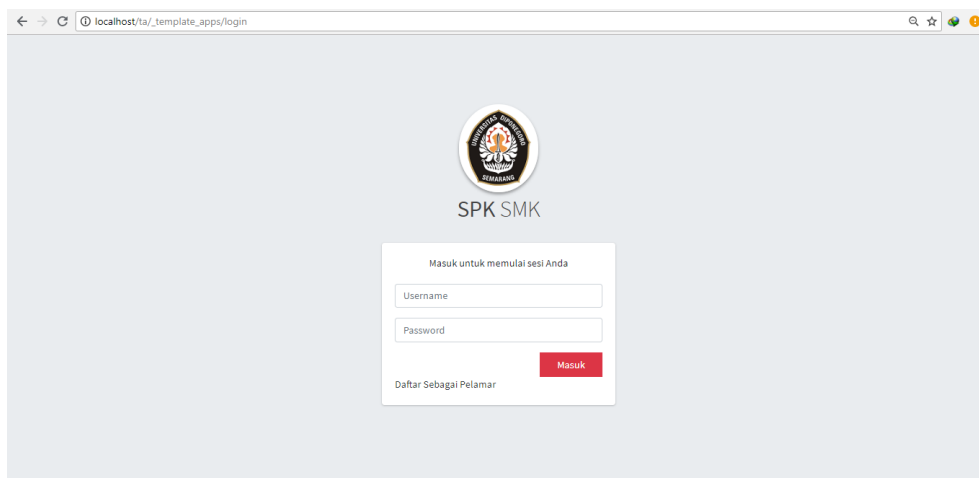 localhost/ta/_template_apps/login
UNIVERSITAS DIPONEGORO
SEMARANG
SPK SMK
Masuk untuk memulai sesi Anda
Username
Password
Masuk
Daftar Sebagai Pelamar